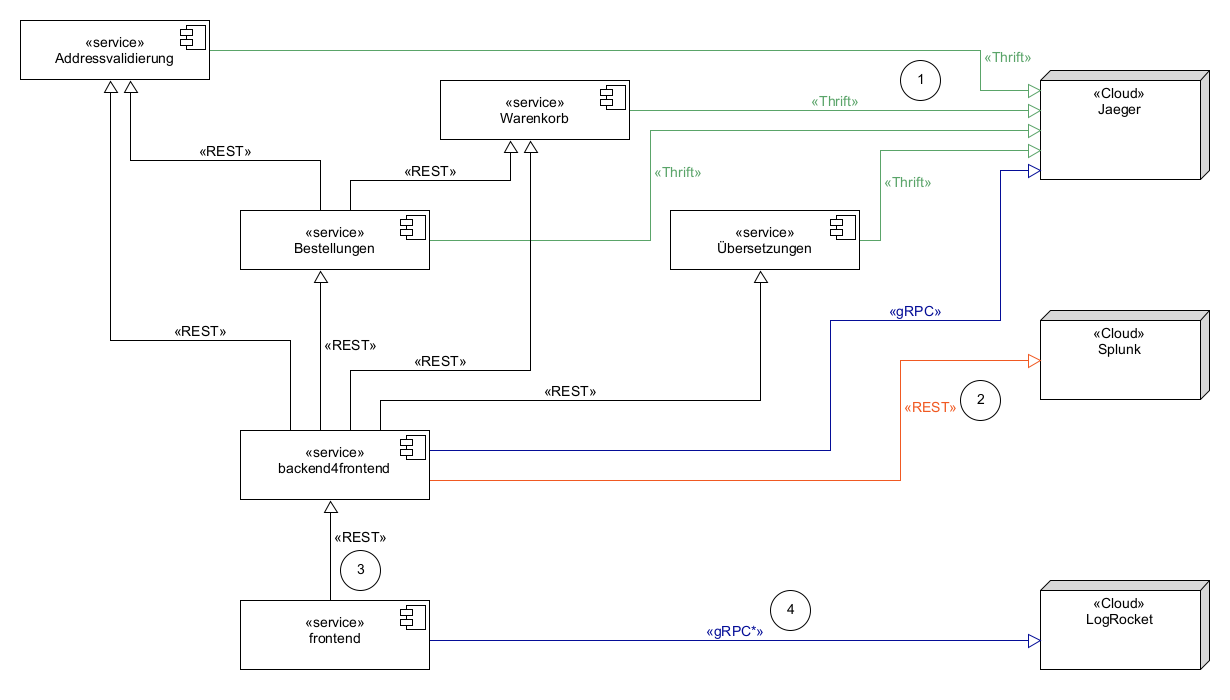 «service»
Addressvalidierung
«Thrift»
1
«Cloud»
Jaeger
«service»
Warenkorb
«Thrift»
«REST»
«REST»
«Thrift»
«Thrift»
«service»
Bestellungen
«service»
Übersetzungen
«gRPC»
«REST»
«REST»
«Cloud»
Splunk
«REST»
«REST»
«REST»
2
«service»
backend4frontend
«REST»
3
«Cloud»
LogRocket
4
«service»
frontend
«gRPC*»